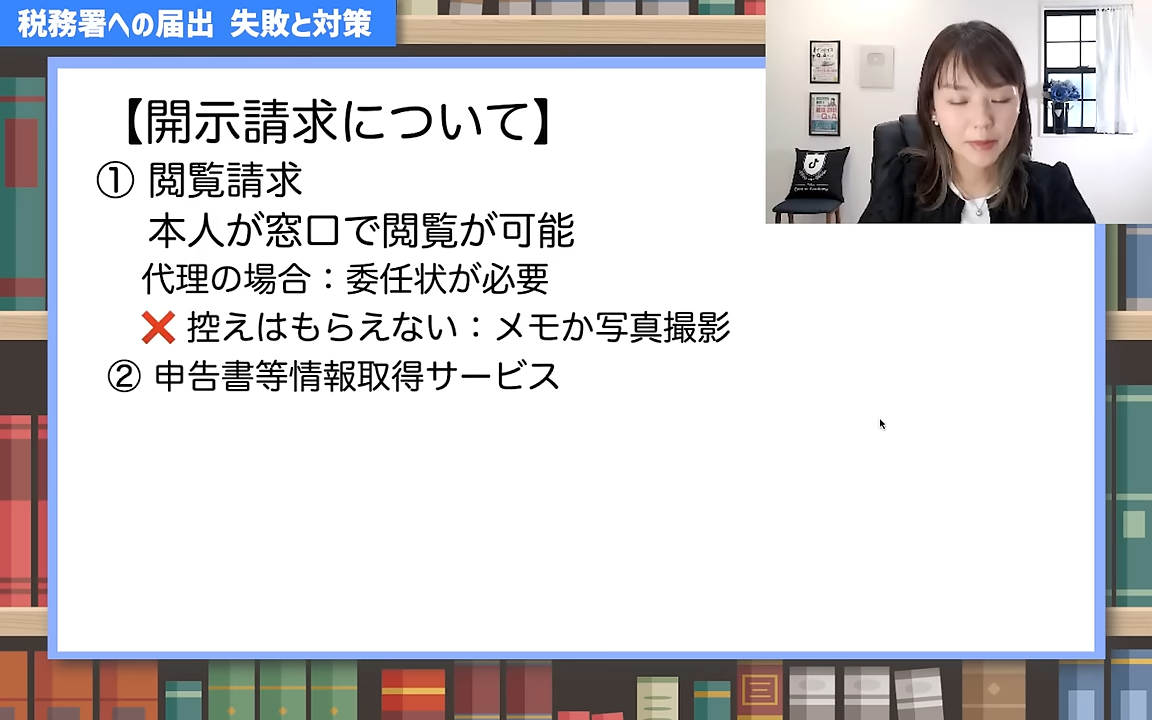 税務署への届出 失敗と対策
【開示請求について】
① 閲覧請求
本人が窓口で閲覧が可能
代理の場合：委任状が必要
❌ 控えはもらえない：メモか写真撮影
② 申告書等情報取得サービス